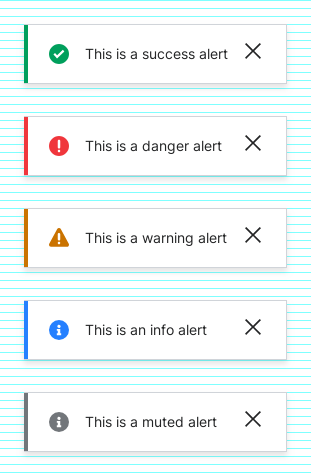 This is a success alert
This is a danger alert
This is a warning alert
This is an info alert
This is a muted alert